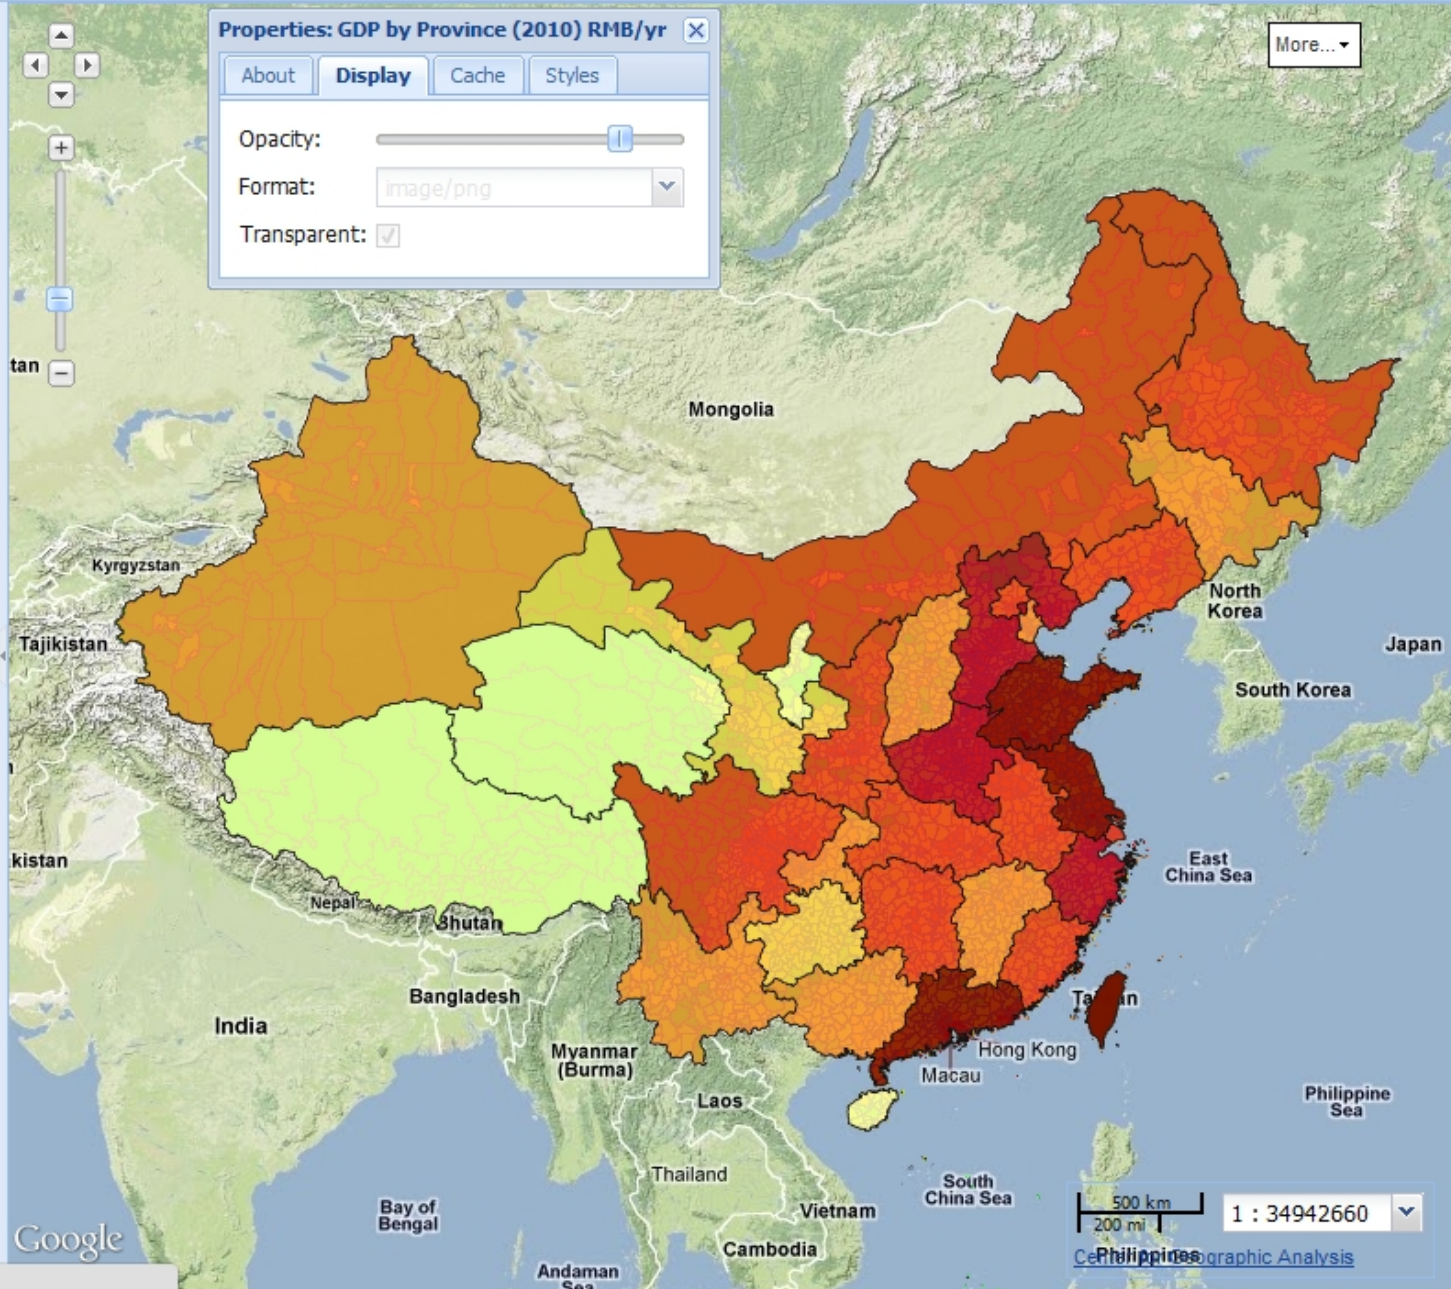 Properties: GDP by Province (2010) RMB/yr
More...
About
Display
Cache
Styles
Opacity:
Format:
image/png
Transparent:
tan
Mongolia
Kyrgyzstan
North
Korea
Tajikistan
Japan
South Korea
kistan
East
China Sea
Nepal
Bhutan
Bangladesh
India
Hong Kong
Macau
Myanmar
(Burma)
Laos
Philippine
Sea
Thailand
South
China Sea
Bay of
Bengal
Vietnam
500 km
200 mi
1 : 34942660
Google
Cambodia
Philippines
Andaman
Sea